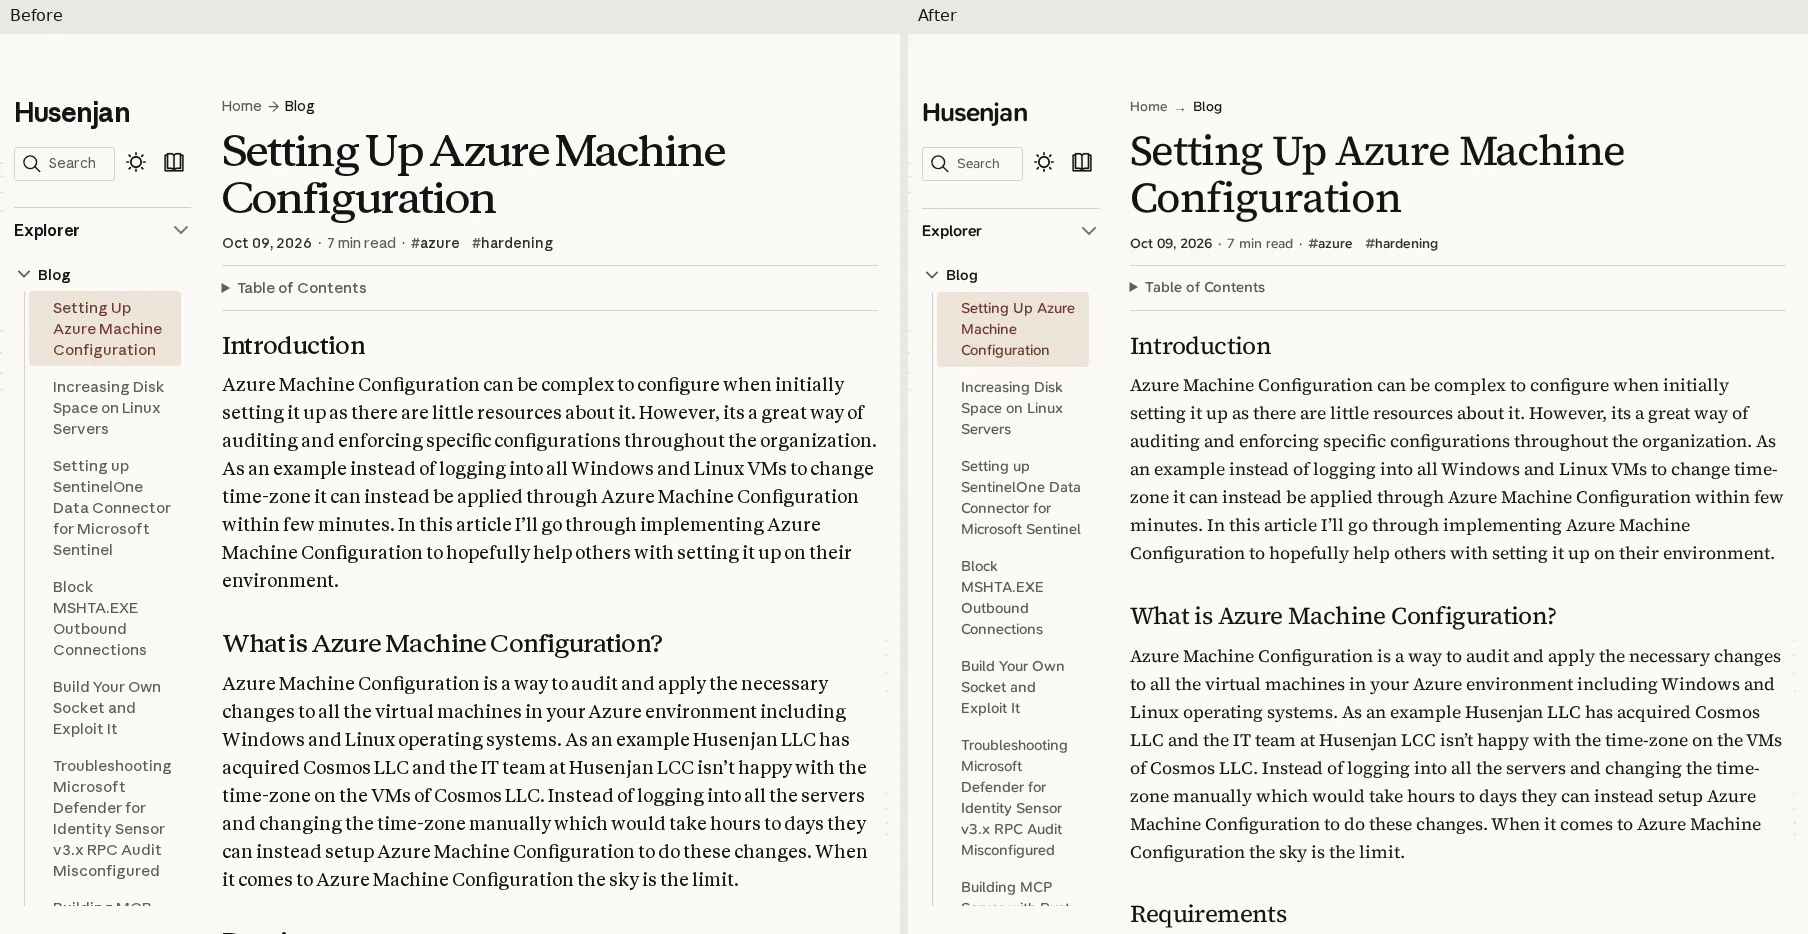 Before
Husenjan
Search
Explorer
Blog
Setting Up
Azure Machine
Configuration
Increasing Disk
Space on Linux
Servers
Setting up
SentinelOne
Data Connector
for Microsoft
Sentinel
Block
MSHTA.EXE
Outbound
Connections
Build Your Own
Socket and
Exploit It
Troubleshooting
Microsoft
Defender for
Identity Sensor
v3.x RPC Audit
Misconfigured
Building MCP
Home → Blog
Setting Up Azure Machine
Configuration
Oct 09, 2026 · 7 min read · #azure #hardening
Table of Contents
Introduction
Azure Machine Configuration can be complex to configure when initially
setting it up as there are little resources about it. However, its a great way of
auditing and enforcing specific configurations throughout the organization.
As an example instead of logging into all Windows and Linux VMs to change
time-zone it can instead be applied through Azure Machine Configuration
within few minutes. In this article I’ll go through implementing Azure
Machine Configuration to hopefully help others with setting it up on their
environment.
What is Azure Machine Configuration?
Azure Machine Configuration is a way to audit and apply the necessary
changes to all the virtual machines in your Azure environment including
Windows and Linux operating systems. As an example Husenjan LLC has
acquired Cosmos LLC and the IT team at Husenjan LCC isn’t happy with the
time-zone on the VMs of Cosmos LLC. Instead of logging into all the servers
and changing the time-zone manually which would take hours to days they
can instead setup Azure Machine Configuration to do these changes. When
it comes to Azure Machine Configuration the sky is the limit.
After
Husenjan
Search
Explorer
Blog
Setting Up Azure
Machine
Configuration
Increasing Disk
Space on Linux
Servers
Setting up
SentinelOne Data
Connector for
Microsoft Sentinel
Block
MSHTA.EXE
Outbound
Connections
Build Your Own
Socket and
Exploit It
Troubleshooting
Microsoft
Defender for
Identity Sensor
v3.x RPC Audit
Misconfigured
Building MCP
Server with Rust
Home → Blog
Setting Up Azure Machine
Configuration
Oct 09, 2026 · 7 min read · #azure #hardening
Table of Contents
Introduction
Azure Machine Configuration can be complex to configure when initially
setting it up as there are little resources about it. However, its a great way of
auditing and enforcing specific configurations throughout the organization. As
an example instead of logging into all Windows and Linux VMs to change time-
zone it can instead be applied through Azure Machine Configuration within few
minutes. In this article I’ll go through implementing Azure Machine
Configuration to hopefully help others with setting it up on their environment.
What is Azure Machine Configuration?
Azure Machine Configuration is a way to audit and apply the necessary changes
to all the virtual machines in your Azure environment including Windows and
Linux operating systems. As an example Husenjan LLC has acquired Cosmos
LLC and the IT team at Husenjan LCC isn’t happy with the time-zone on the VMs
of Cosmos LLC. Instead of logging into all the servers and changing the time-
zone manually which would take hours to days they can instead setup Azure
Machine Configuration to do these changes. When it comes to Azure Machine
Configuration the sky is the limit.
Requirements